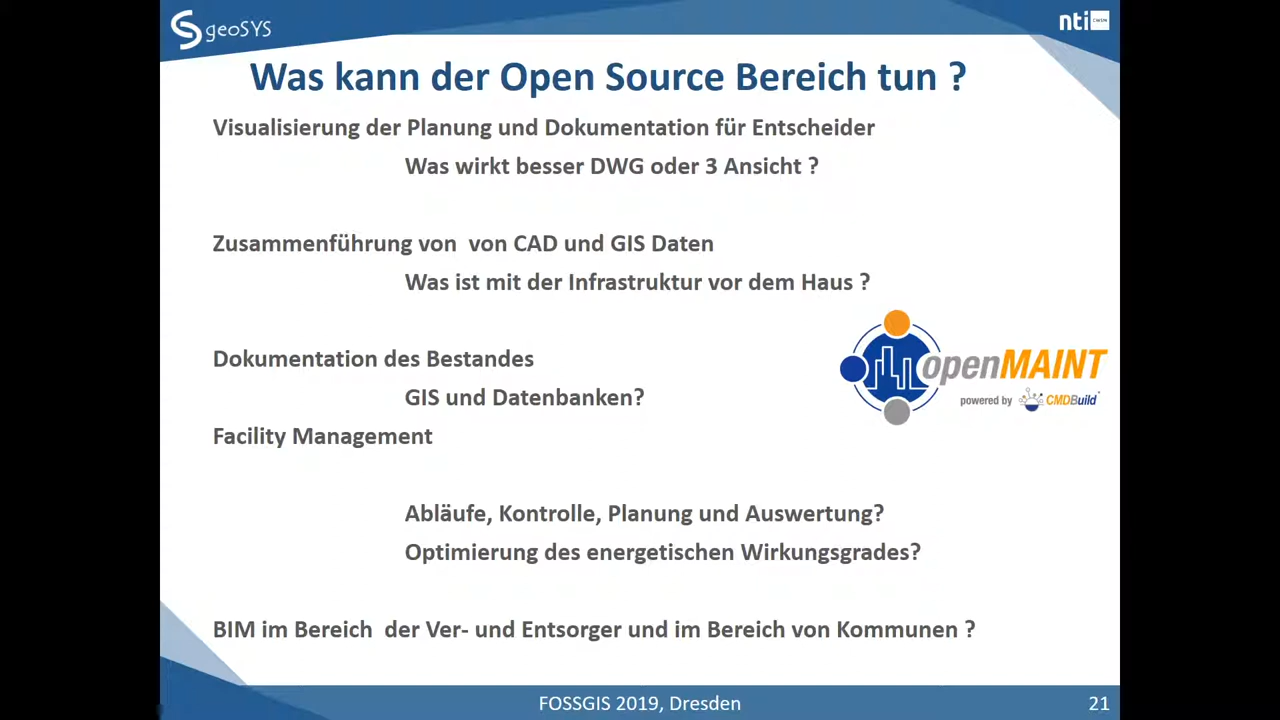 geoSYS
nti
Was kann der Open Source Bereich tun ?
Visualisierung der Planung und Dokumentation für Entscheider
Was wirkt besser DWG oder 3 Ansicht ?
Zusammenführung von von CAD und GIS Daten
Was ist mit der Infrastruktur vor dem Haus ?
Dokumentation des Bestandes
openMAINT
GIS und Datenbanken?
powered by CMDBuild
Facility Management
Abläufe, Kontrolle, Planung und Auswertung?
Optimierung des energetischen Wirkungsgrades?
BIM im Bereich der Ver- und Entsorger und im Bereich von Kommunen ?
FOSSGIS 2019, Dresden
21